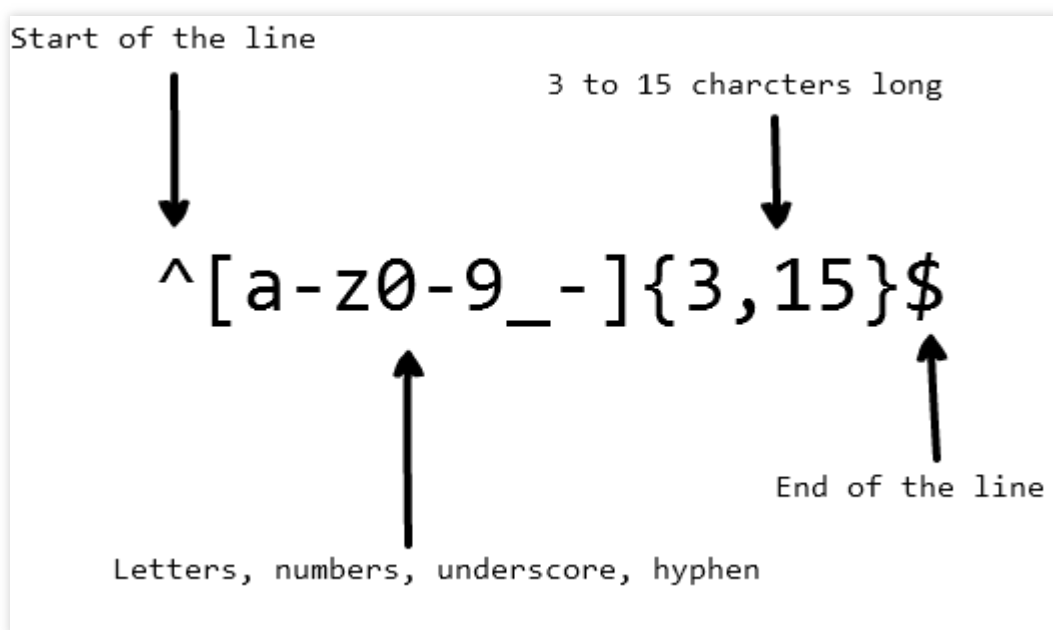 Start of the line
3 to 15 charcters long
^[a-z0-9_-]{3,15}$
End of the line
Letters, numbers, underscore, hyphen